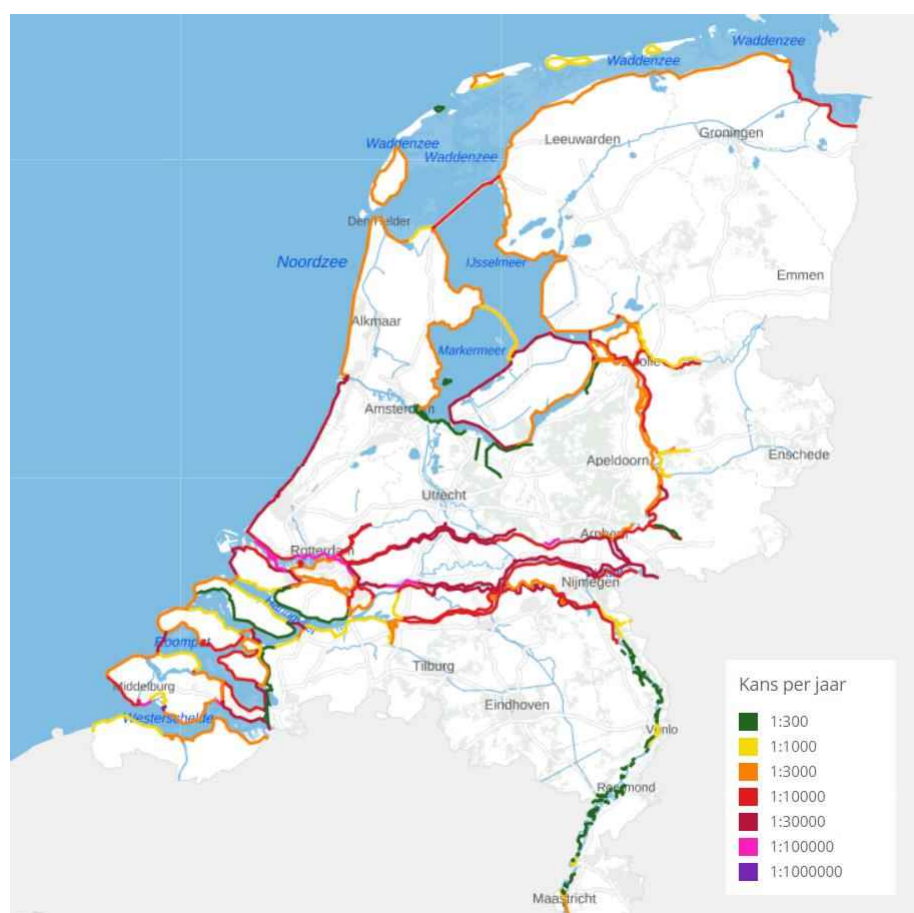 Waddenzee
Waddenzee
Leeuwarden
Groningen
Waddenzee
Waddenzee
Den Helder
Noordzee
IJsselmeer
Emmen
Alkmaar
Markermeer
Amsterdam
Apeldoorn
Enschede
Utrecht
Arnhem
Rotterdam
Nijmegen
Roompot
Tilburg
Middelburg
Eindhoven
Westerschelde
Venlo
Roermond
Maastricht
Kans per jaar
1:300
1:1000
1:3000
1:10000
1:30000
1:100000
1:1000000